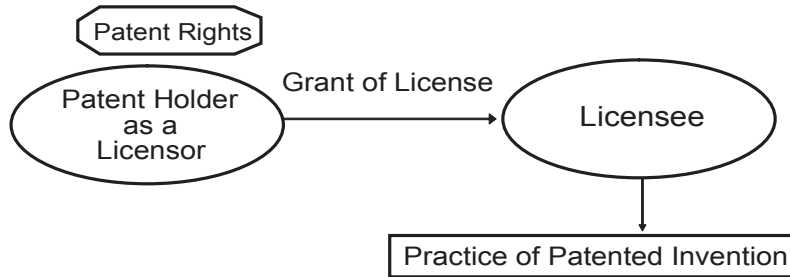 Patent Rights
Patent Holder
as a
Licensor
Grant of License
Licensee
Practice of Patented Invention